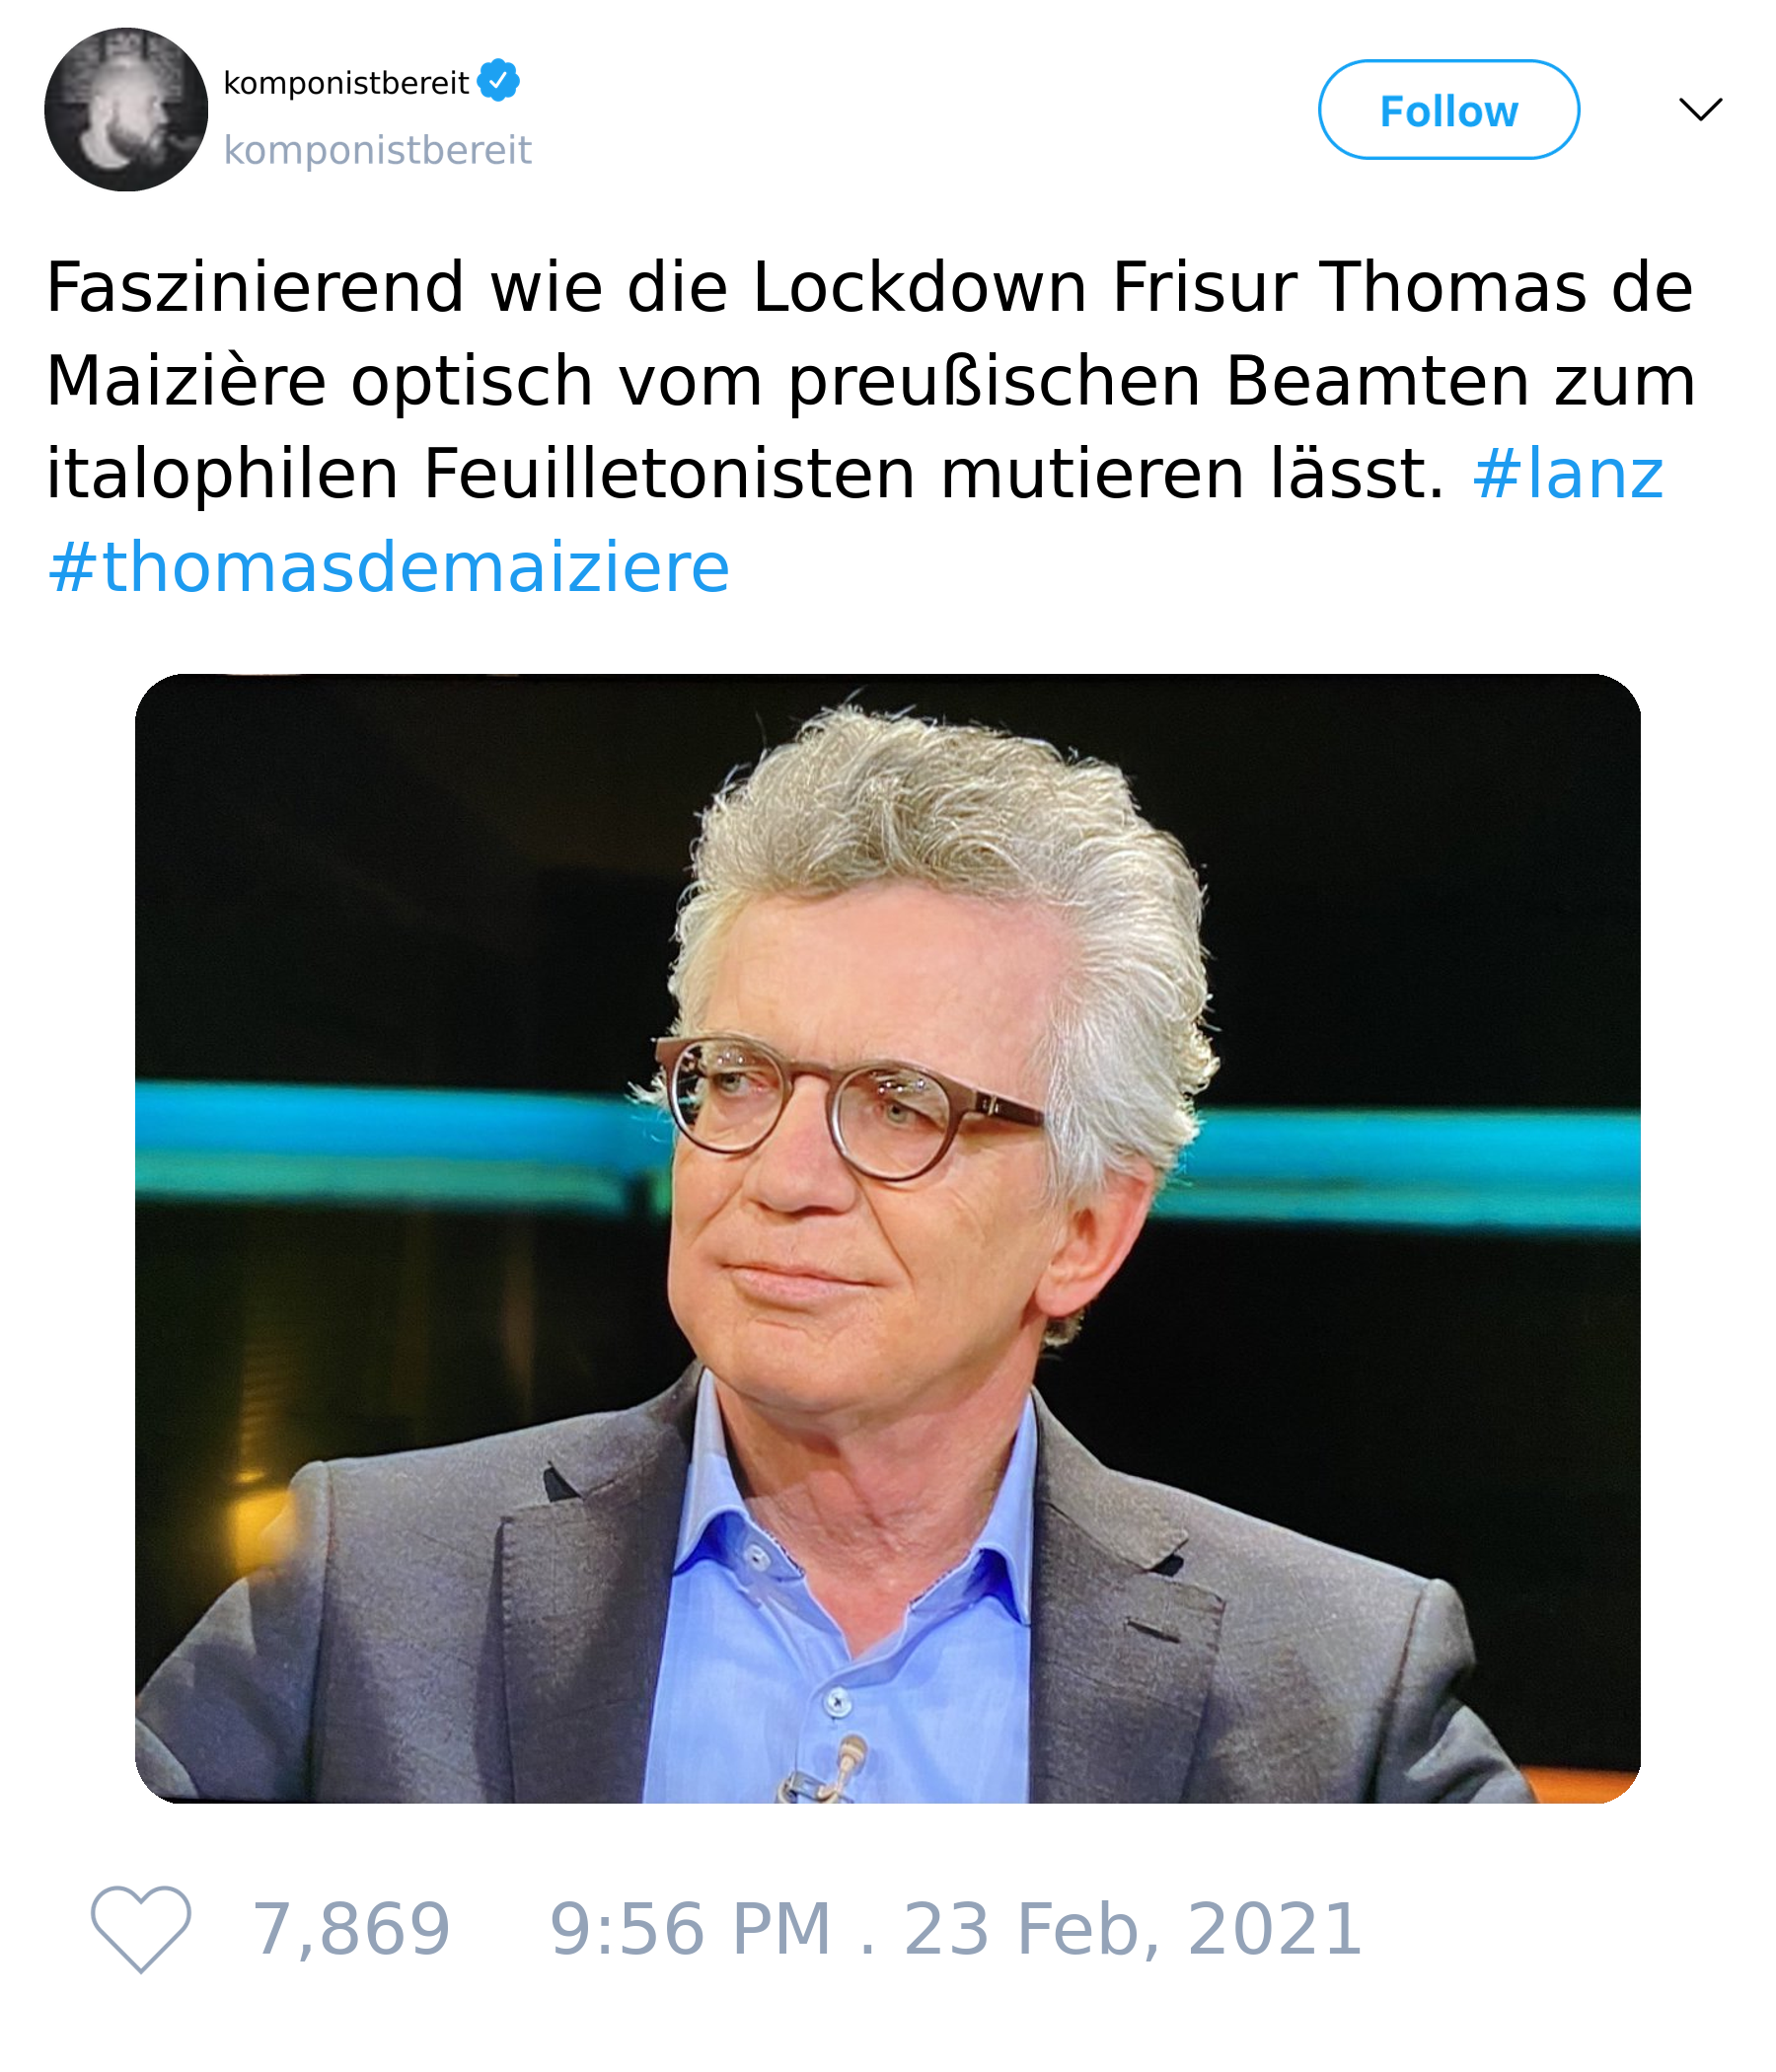 komponistbereit
komponistbereit
Follow
Faszinierend wie die Lockdown Frisur Thomas de
Maizière optisch vom preußischen Beamten zum
italophilen Feuilletonisten mutieren lässt. #lanz
#thomasdemaiziere
7,869 9:56 PM . 23 Feb, 2021